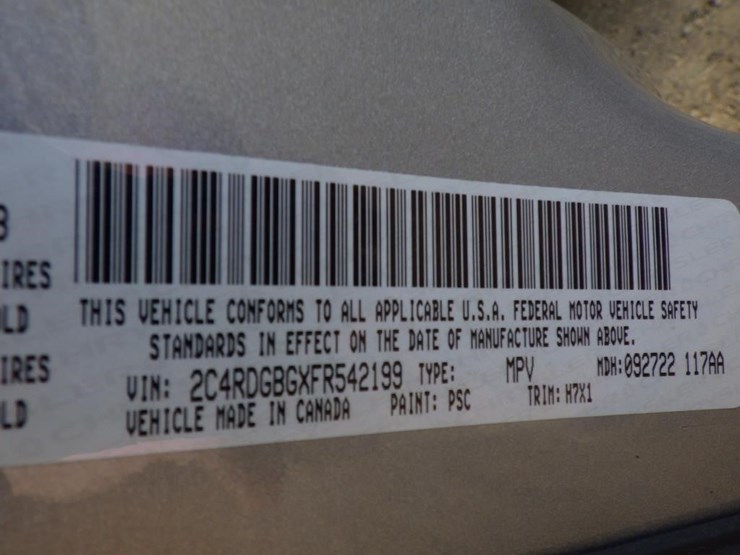 3
IRES
LD
IRES
LD
THIS VEHICLE CONFORMS TO ALL APPLICABLE U.S.A. FEDERAL MOTOR VEHICLE SAFETY
STANDARDS IN EFFECT ON THE DATE OF MANUFACTURE SHOWN ABOVE.
VIN: 2C4RDGBGXFR542199 TYPE: MPV MDH:092722 117AA
VEHICLE MADE IN CANADA PAINT: PSC TRIM: H7X1